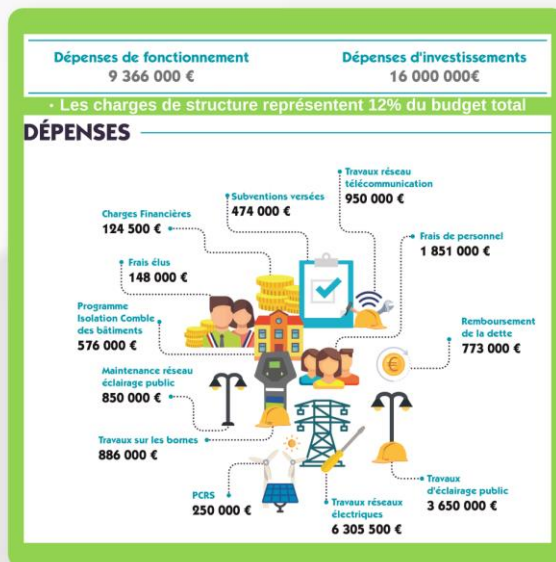 Dépenses de fonctionnement
9 366 000 €
Dépenses d'investissements
16 000 000€
· Les charges de structure représentent 12% du budget total
DÉPENSES
Travaux réseau
télécommunication
950 000 €
Subventions versées
474 000 €
Charges Financières
124 500 €
Frais de personnel
1 851 000 €
Frais élus
148 000 €
Programme
Isolation Comble
des bâtiments
576 000 €
Remboursement
de la dette
773 000 €
Maintenance réseau
éclairage public
850 000 €
Travaux sur les bornes
886 000 €
PCRS
250 000 €
Travaux réseaux
électriques
6 305 500 €
Travaux
d'éclairage public
3 650 000 €